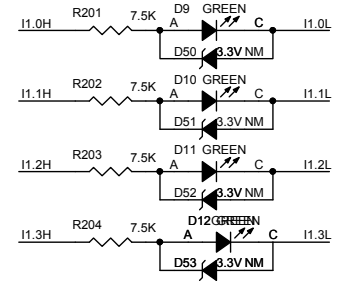 R201 7.5K D9 GREEN
I1.0H A C I1.0L
D50 3.3V NM
R202 7.5K D10 GREEN
I1.1H A C I1.1L
D51 3.3V NM
R203 7.5K D11 GREEN
I1.2H A C I1.2L
D52 3.3V NM
R204 7.5K D12 GREEN
I1.3H A C I1.3L
D53 3.3V NM